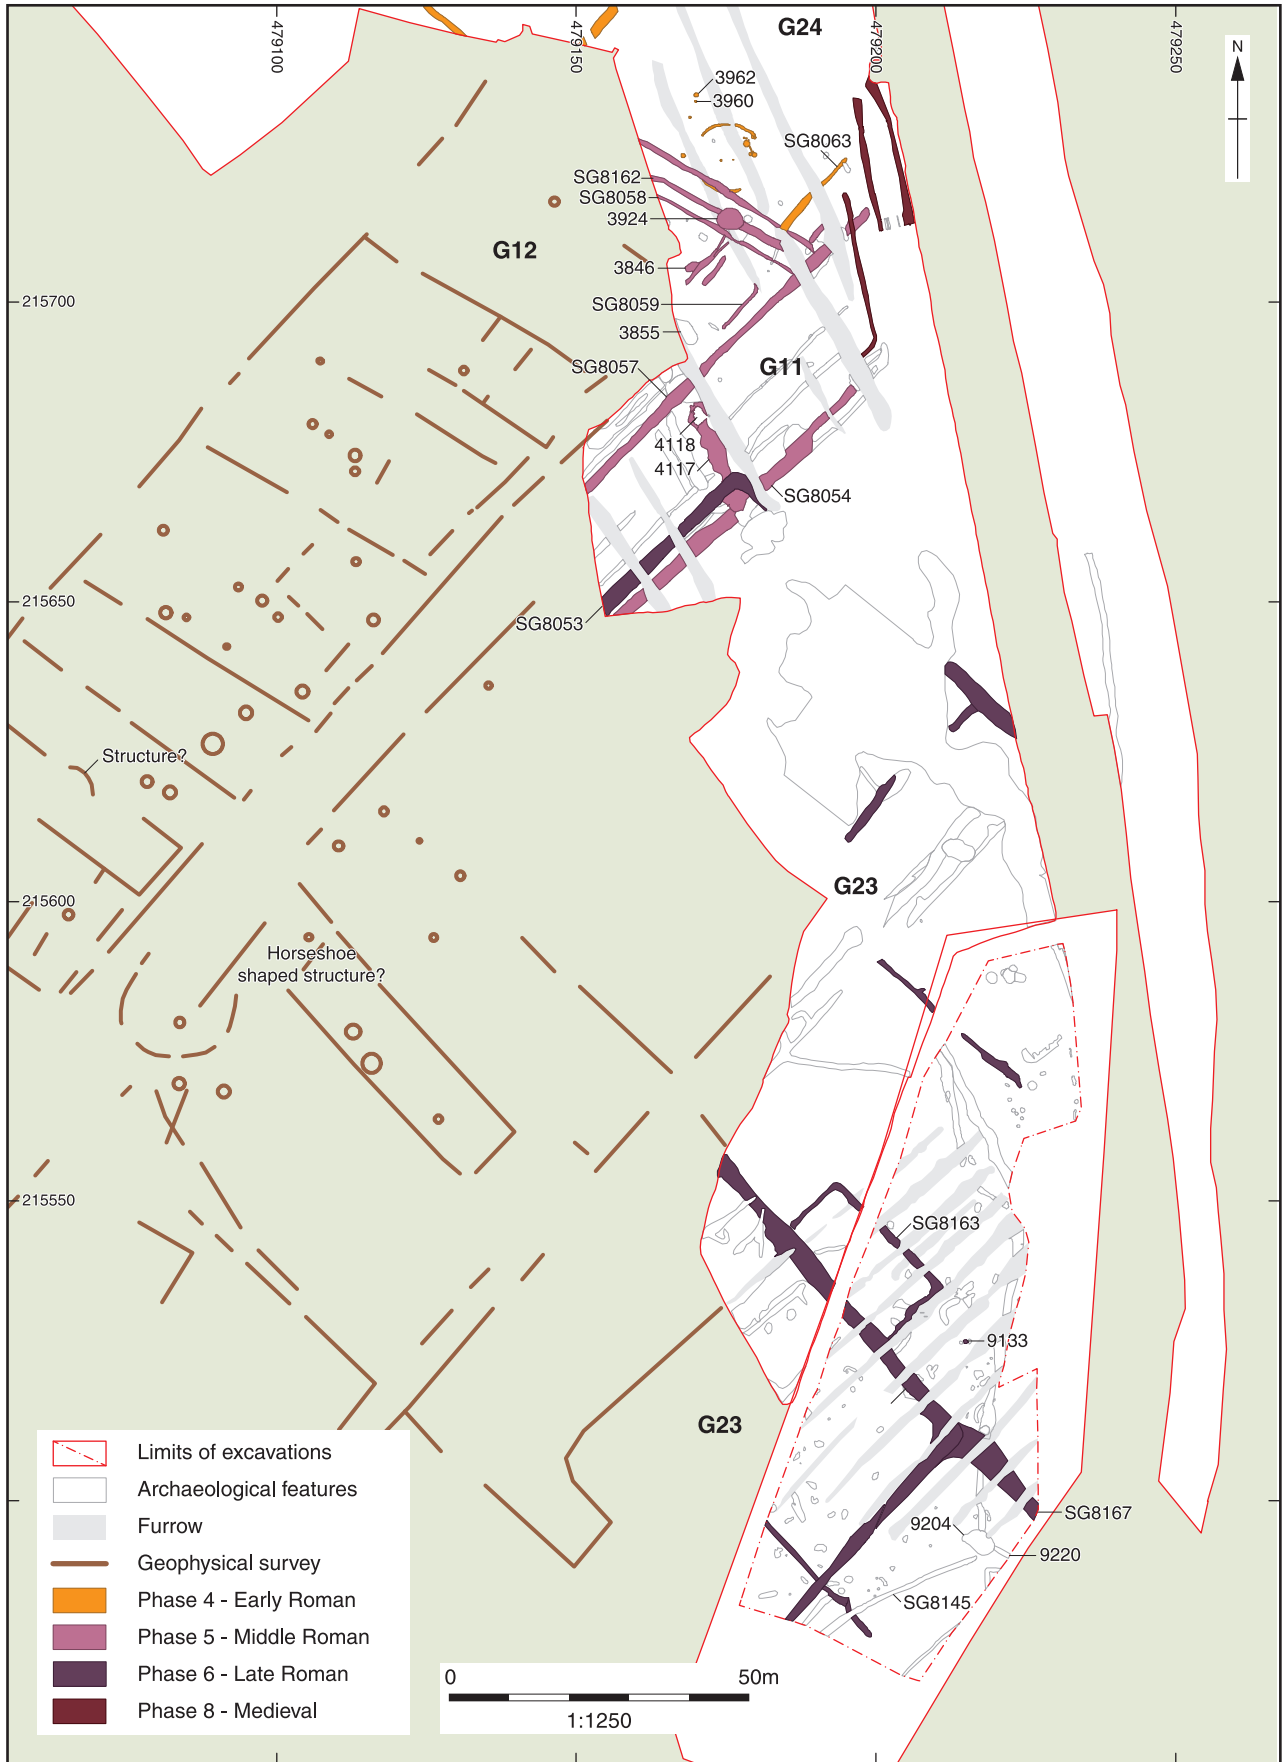 479100
479150
G24
479200
479250
N
3962
3960
SG8063
SG8162
SG8058
3924
G12
3846
215700
SG8059
3855
SG8057
G11
4118
4117
SG8054
215650
SG8053
Structure?
G23
215600
Horseshoe
shaped structure?
215550
SG8163
9133
G23
SG8167
9204
9220
SG8145
Limits of excavations
Archaeological features
Furrow
Geophysical survey
Phase 4 - Early Roman
Phase 5 - Middle Roman
Phase 6 - Late Roman
Phase 8 - Medieval
0 50m
1:1250